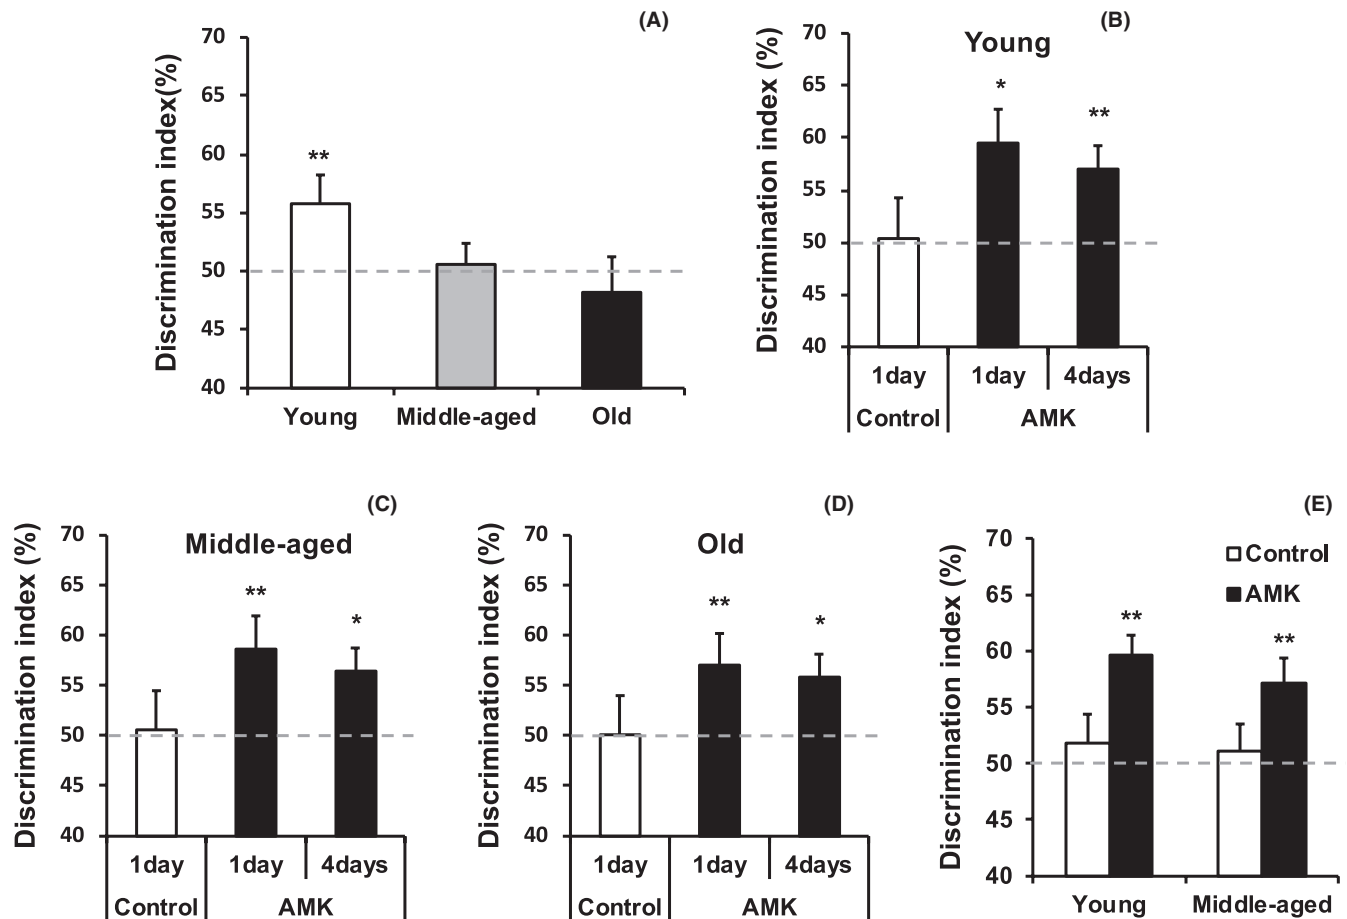 (A)
Discrimination index(%)
70
65
60
55
50
45
40
**
Young Middle-aged Old
(B)
Young
Discrimination index (%)
70
65
60
55
50
45
40
*
**
1day 1day 4days
Control AMK
(C)
Middle-aged
Discrimination index (%)
70
65
60
55
50
45
40
**
*
1day 1day 4days
Control AMK
(D)
Old
Discrimination index (%)
70
65
60
55
50
45
40
**
*
1day 1day 4days
Control AMK
(E)
Discrimination index (%)
70
65
60
55
50
45
40
Control
AMK
**
**
Young Middle-aged